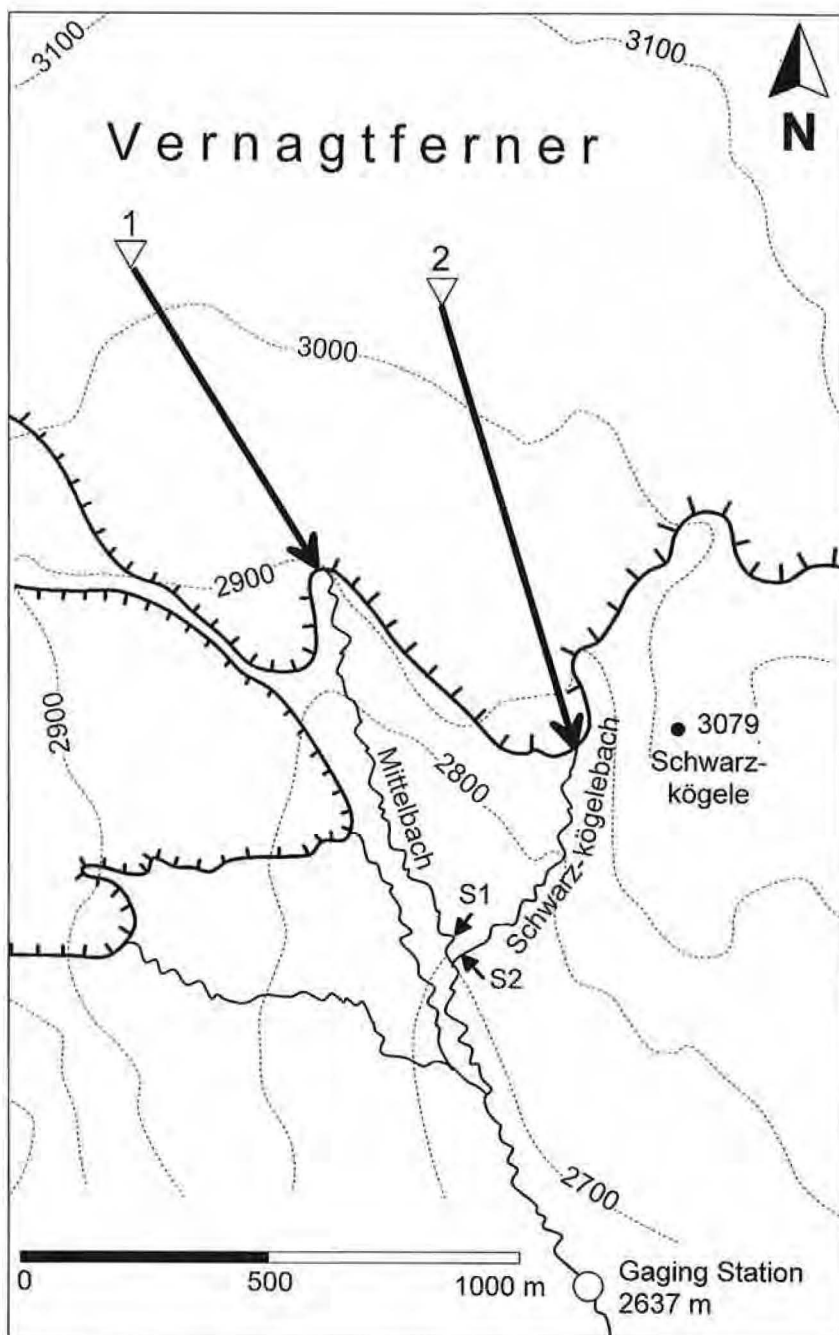 3100
3100
N
Vernagtferner
1
2
3000
2900
2900
Mittelbach
2800
Schwarz-kögelebach
3079
Schwarz-
kögele
S1
S2
2700
0 500 1000 m
Gaging Station
2637 m